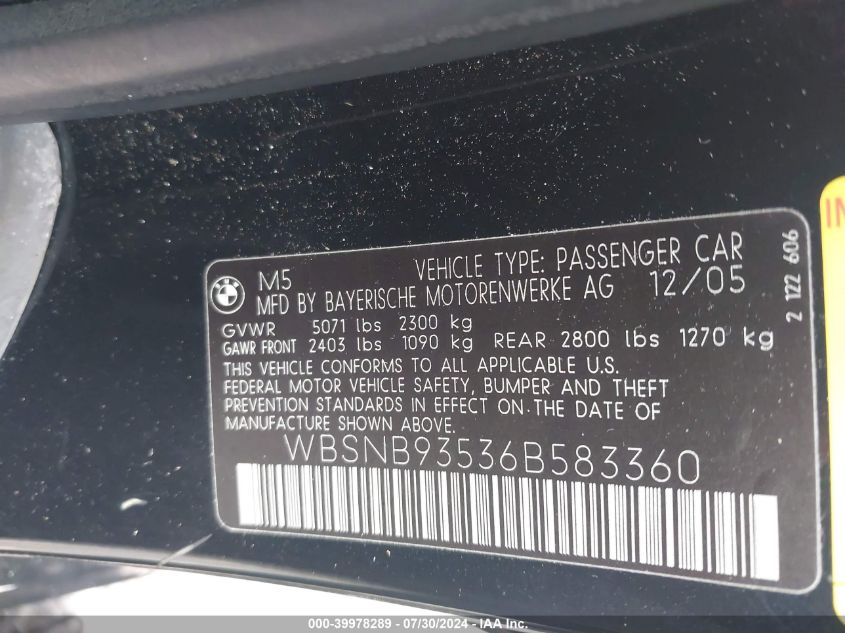 BMW
M5 VEHICLE TYPE: PASSENGER CAR
MFD BY BAYERISCHE MOTORENWERKE AG 12/05
GVWR 5071 lbs 2300 kg
GAWR FRONT 2403 lbs 1090 kg REAR 2800 lbs 1270 kg
THIS VEHICLE CONFORMS TO ALL APPLICABLE U.S.
FEDERAL MOTOR VEHICLE SAFETY, BUMPER AND THEFT
PREVENTION STANDARDS IN EFFECT ON THE DATE OF
MANUFACTURE SHOWN ABOVE.
WBSNB93536B583360
2 122 606
IN
000-39978289 - 07/30/2024 - IAA Inc.